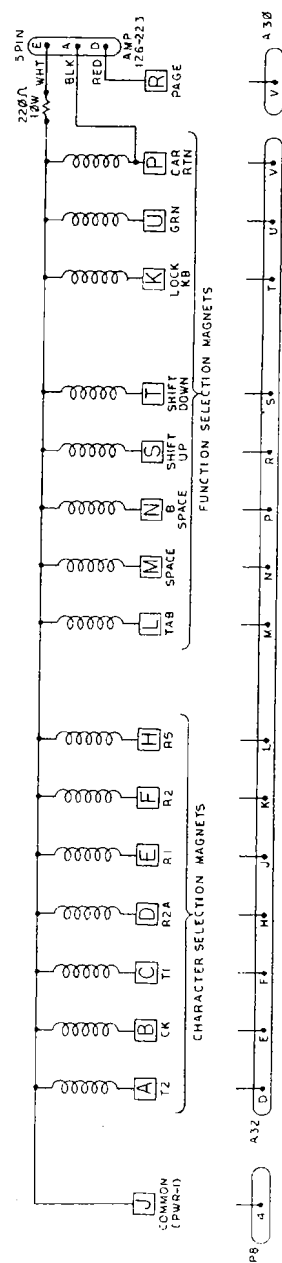 5 PIN
E A D
AMP
126-223
WHT
BLK
RED
220Ω
10W
R
PAGE
J A B C D E F H L M N S T K U P
COMMON
(PWR-1)
T2
CK
T1
R2A
R1
R2
R5
TAB
SPACE
B
SPACE
SHIFT
UP
SHIFT
DOWN
LOCK
KB
GRN
CAR
RTN
CHARACTER SELECTION MAGNETS
FUNCTION SELECTION MAGNETS
P8
4
A32
D E F H J K L M N P R S T U V
A30
V